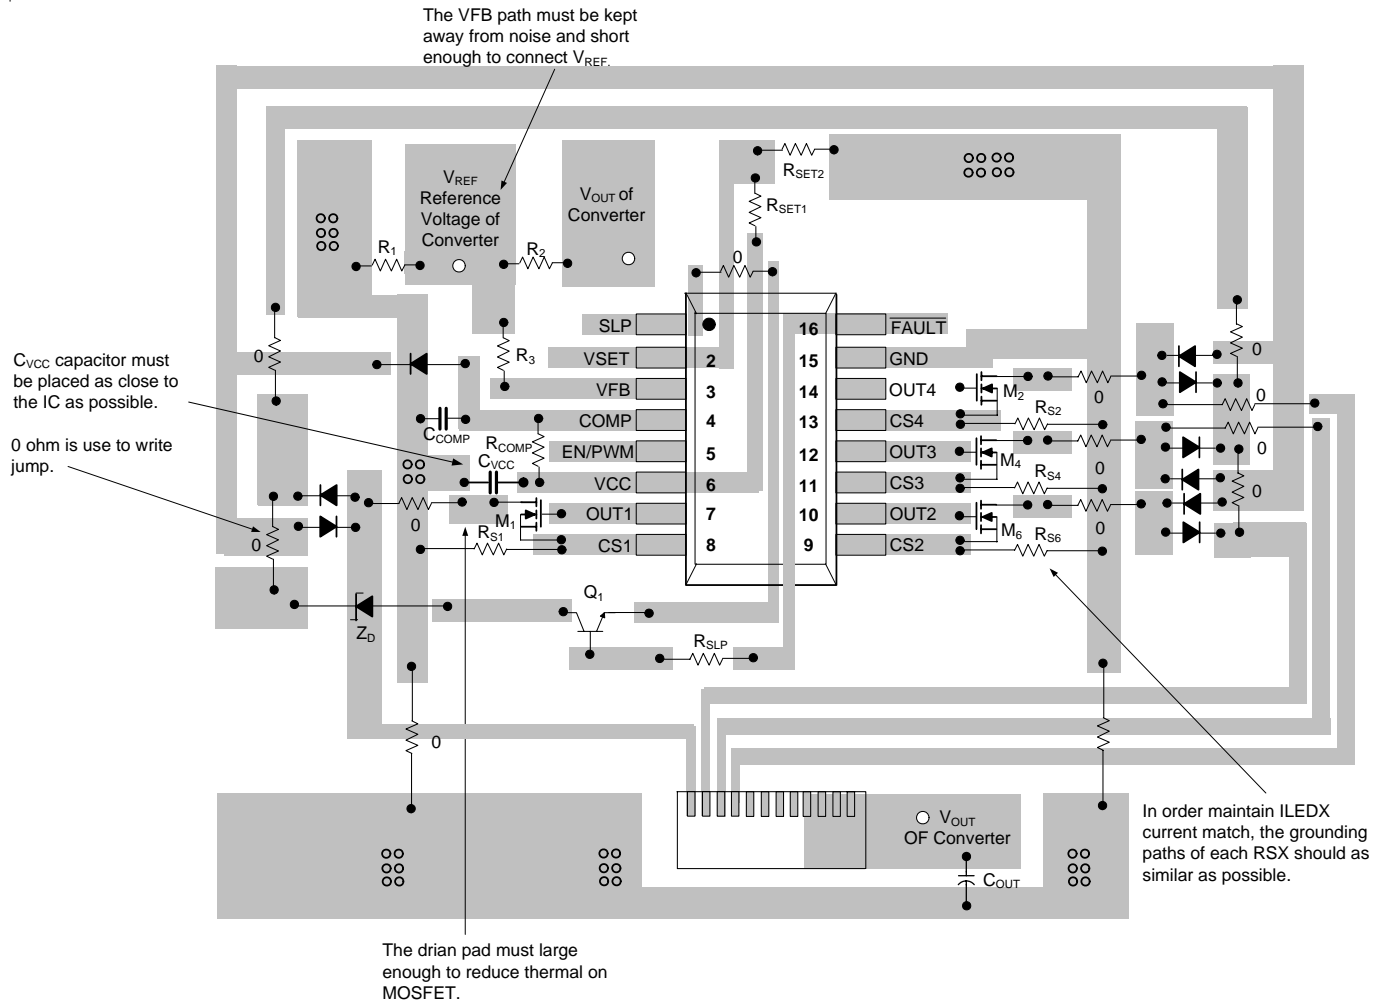 The VFB path must be kept
away from noise and short
enough to connect VREF.
RSET2
VREF
Reference
Voltage of
Converter
VOUT of
Converter
RSET1
R1
R2
0
SLP
16
FAULT
CVCC capacitor must
be placed as close to
the IC as possible.
0
R3
VSET
2
15
GND
0
VFB
3
14
OUT4
M2
0
0
CCOMP
COMP
4
13
CS4
RS2
0
0 ohm is use to write
jump.
RCOMP
EN/PWM
5
12
OUT3
M4
0
CVCC
VCC
6
11
CS3
RS4
0
0
M1
OUT1
7
10
OUT2
M6
0
0
RS1
CS1
8
9
CS2
RS6
ZD
Q1
RSLP
0
VOUT
OF Converter
COUT
In order maintain ILEDX
current match, the grounding
paths of each RSX should as
similar as possible.
The drian pad must large
enough to reduce thermal on
MOSFET.